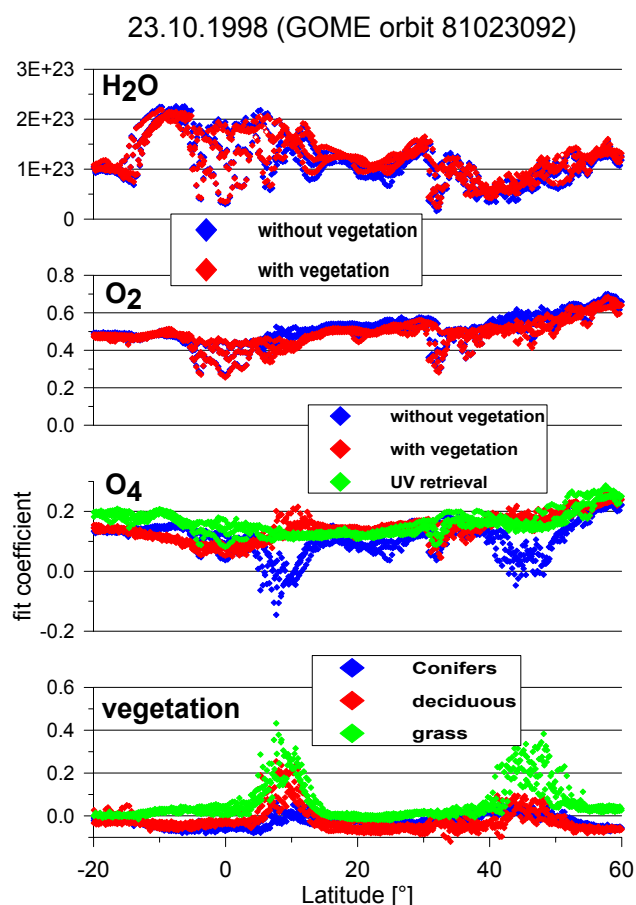 23.10.1998 (GOME orbit 81023092)
3E+23
H2O
2E+23
1E+23
0
without vegetation
with vegetation
0.8
O2
0.6
0.4
0.2
0.0
without vegetation
with vegetation
UV retrieval
O4
0.2
0.0
-0.2
fit coefficient
Conifers
deciduous
grass
0.6
vegetation
0.4
0.2
0.0
-20 0 20 40 60
Latitude [°]